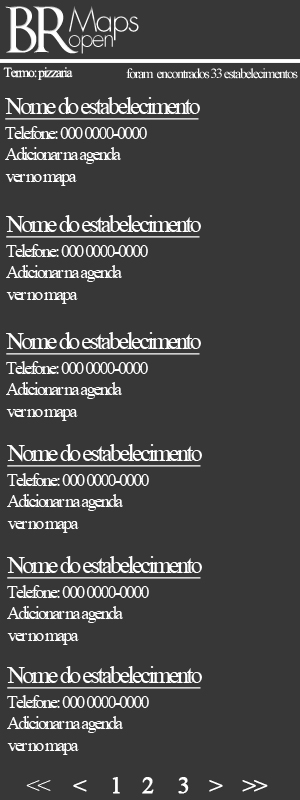 BR Maps
open
Termo: pizzaria foram encontrados 33 estabelecimentos
Nome do estabelecimento
Telefone: 000 0000-0000
Adicionar na agenda
ver no mapa
Nome do estabelecimento
Telefone: 000 0000-0000
Adicionar na agenda
ver no mapa
Nome do estabelecimento
Telefone: 000 0000-0000
Adicionar na agenda
ver no mapa
Nome do estabelecimento
Telefone: 000 0000-0000
Adicionar na agenda
ver no mapa
Nome do estabelecimento
Telefone: 000 0000-0000
Adicionar na agenda
ver no mapa
Nome do estabelecimento
Telefone: 000 0000-0000
Adicionar na agenda
ver no mapa
<< < 1 2 3 > >>